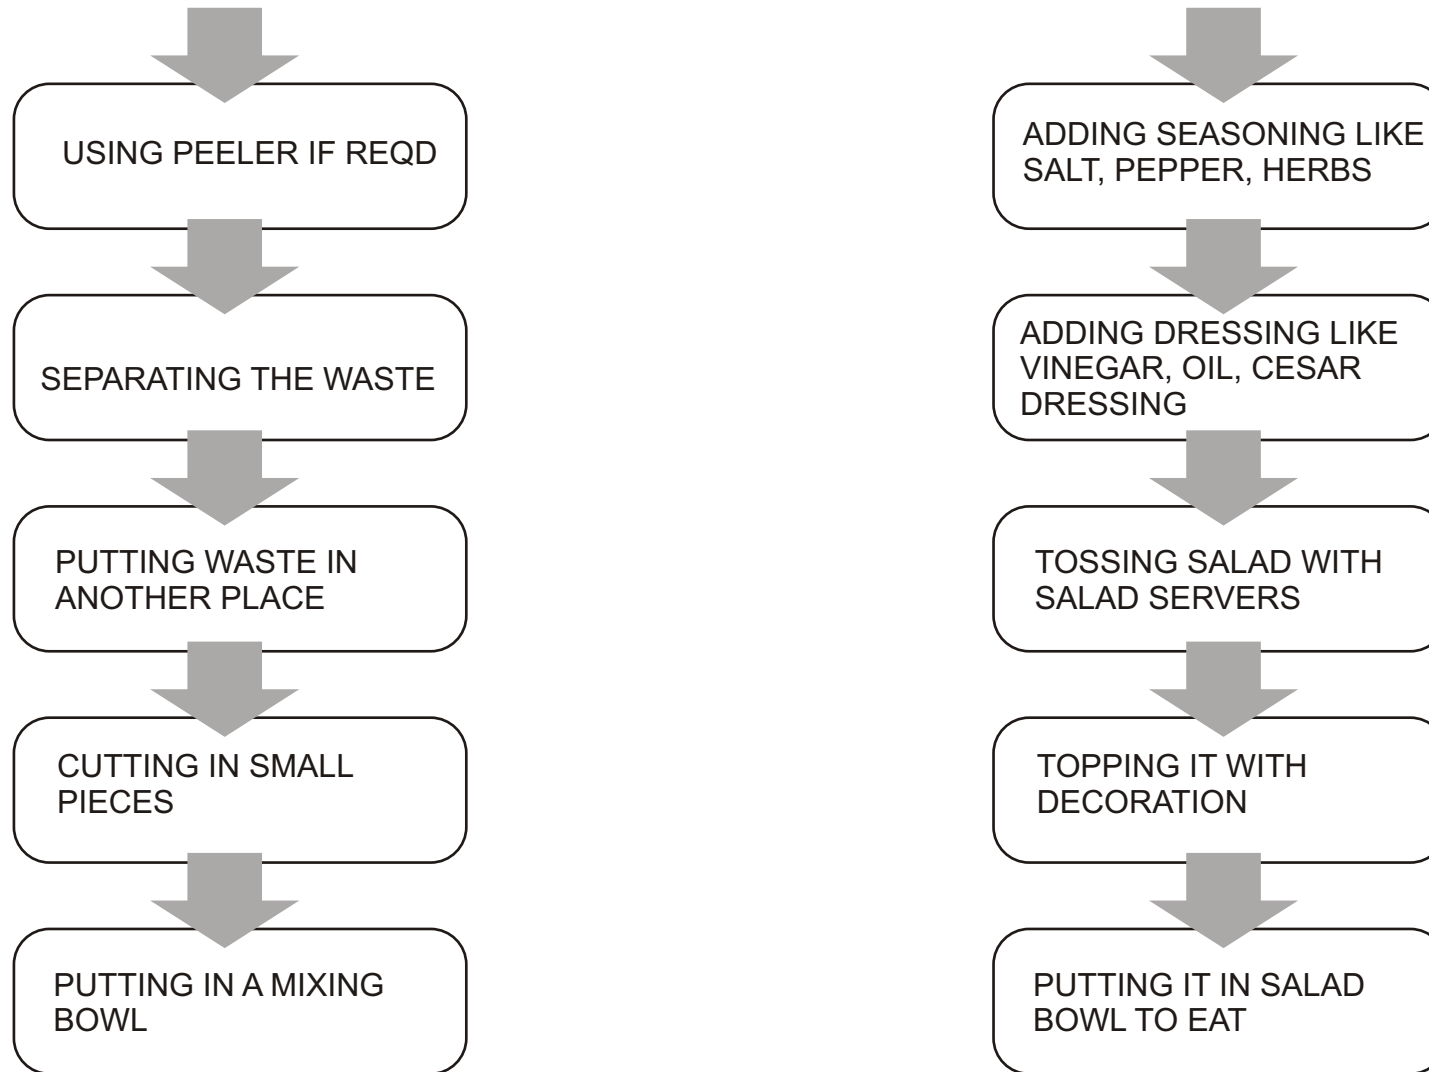 USING PEELER IF REQD
SEPARATING THE WASTE
PUTTING WASTE IN
ANOTHER PLACE
CUTTING IN SMALL
PIECES
PUTTING IN A MIXING
BOWL
ADDING SEASONING LIKE
SALT, PEPPER, HERBS
ADDING DRESSING LIKE
VINEGAR, OIL, CESAR
DRESSING
TOSSING SALAD WITH
SALAD SERVERS
TOPPING IT WITH
DECORATION
PUTTING IT IN SALAD
BOWL TO EAT